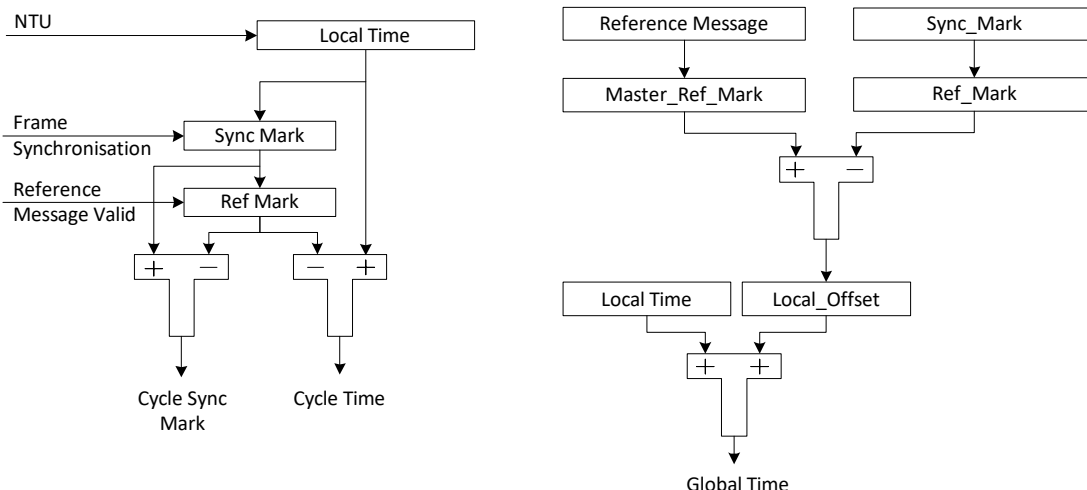 NTU
Local Time
Frame
Synchronisation
Sync Mark
Reference
Message Valid
Ref Mark
+ − − +
Cycle Sync
Mark
Cycle Time
Reference Message
Sync_Mark
Master_Ref_Mark
Ref_Mark
+ −
Local Time
Local_Offset
+ +
Global Time